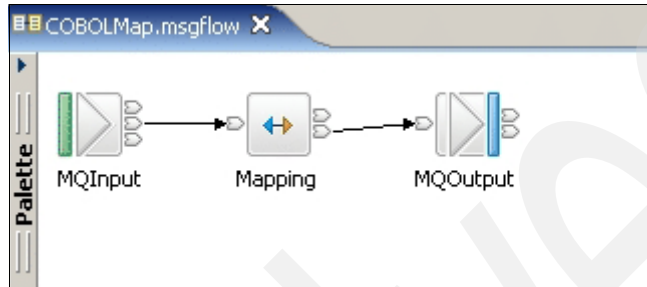 COBOLMap.msgflow
Palette
MQInput
Mapping
MQOutput